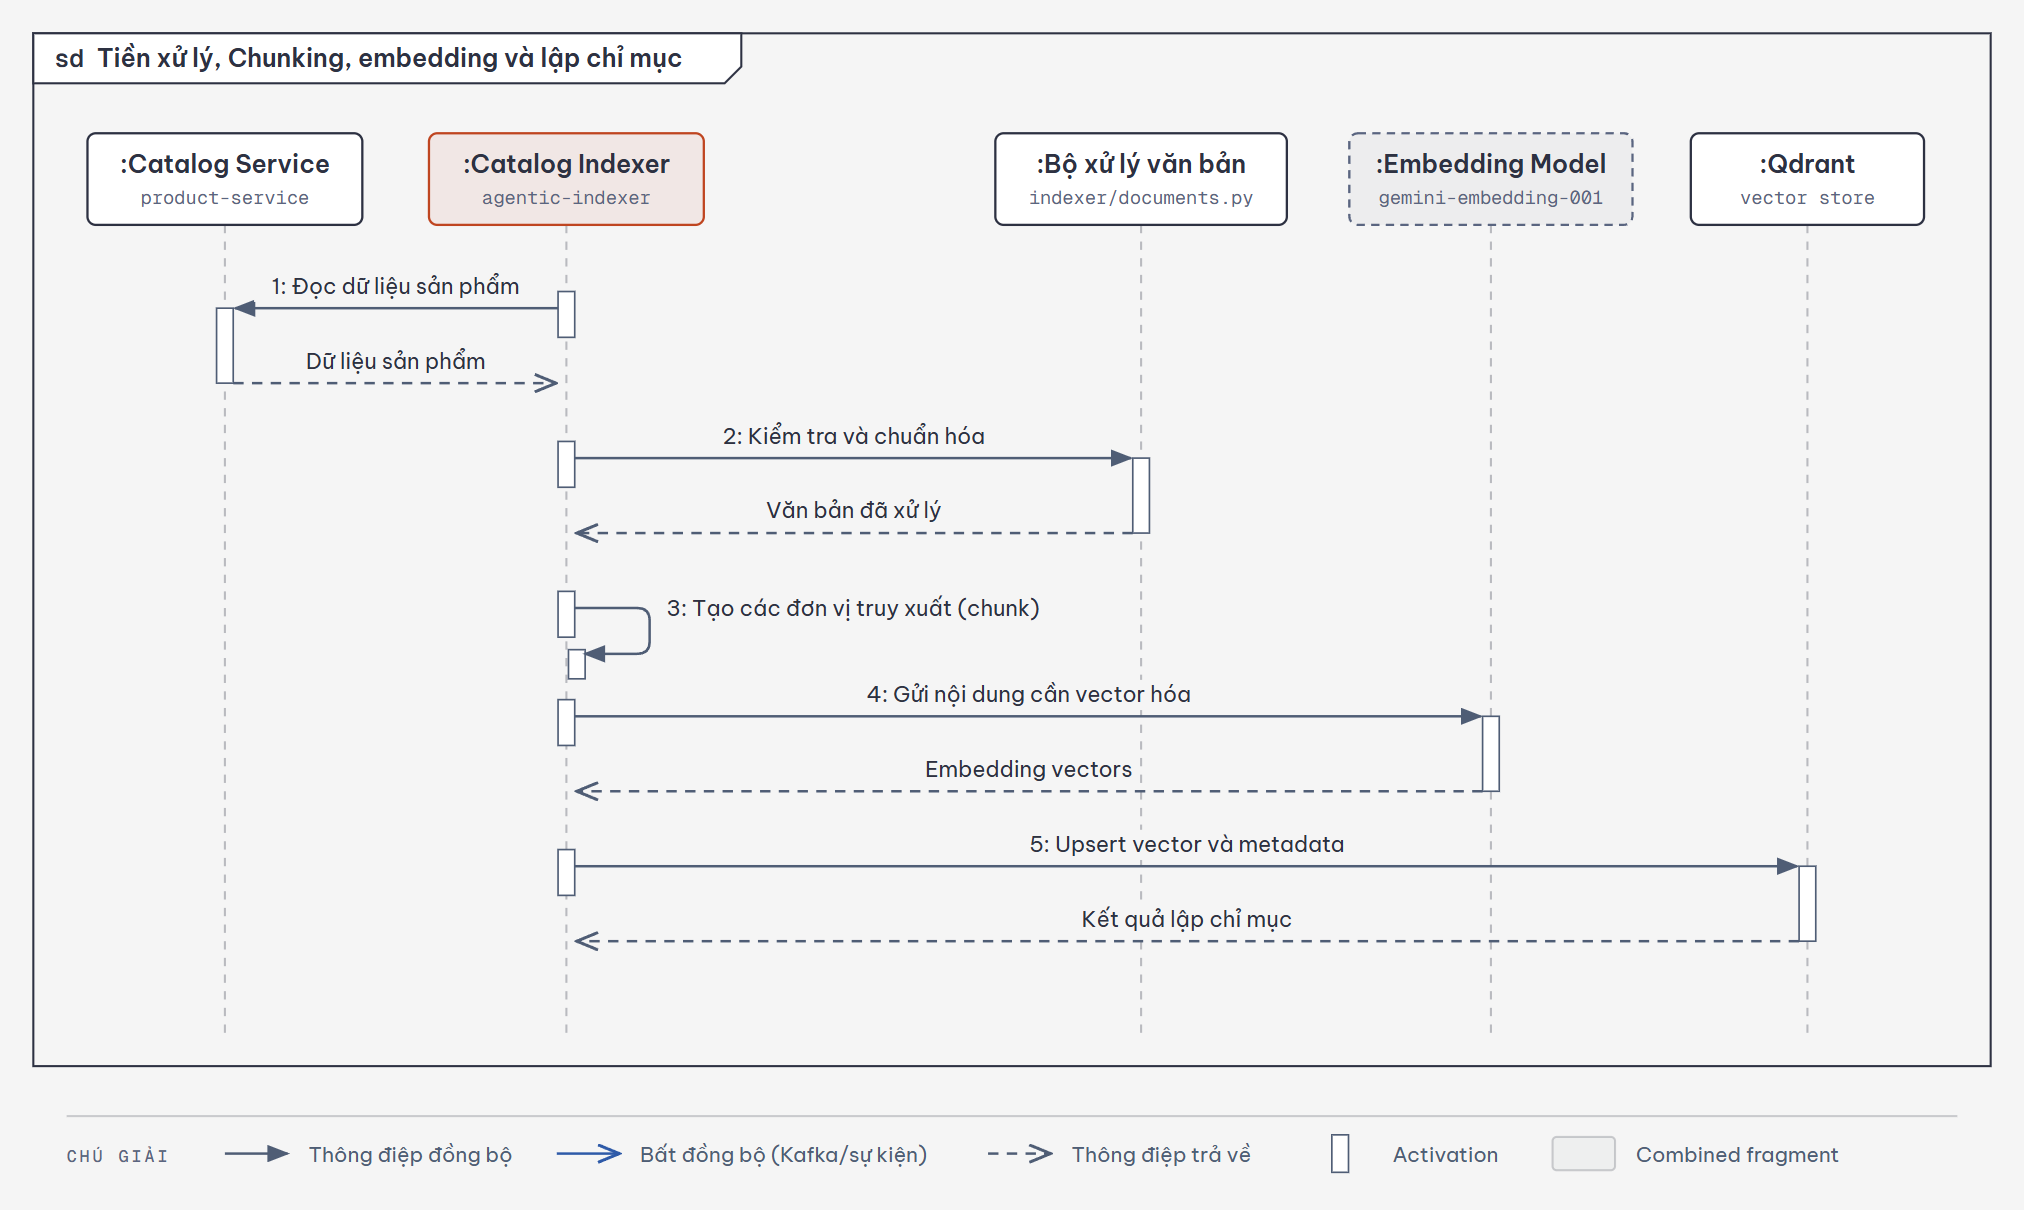 sd Tiền xử lý, Chunking, embedding và lập chỉ mục
:Catalog Service
product-service
:Catalog Indexer
agentic-indexer
:Bộ xử lý văn bản
indexer/documents.py
:Embedding Model
gemini-embedding-001
:Qdrant
vector store
1: Đọc dữ liệu sản phẩm
Dữ liệu sản phẩm
2: Kiểm tra và chuẩn hóa
Văn bản đã xử lý
3: Tạo các đơn vị truy xuất (chunk)
4: Gửi nội dung cần vector hóa
Embedding vectors
5: Upsert vector và metadata
Kết quả lập chỉ mục
CHÚ GIẢI
Thông điệp đồng bộ
Bất đồng bộ (Kafka/sự kiện)
Thông điệp trả về
Activation
Combined fragment